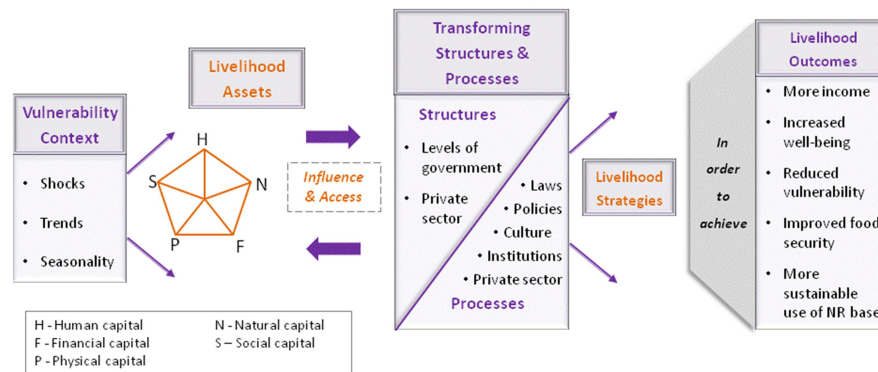 Vulnerability
Context
• Shocks
• Trends
• Seasonality
Livelihood
Assets
H
S
N
P
F
Influence
& Access
Transforming
Structures &
Processes
Structures
• Levels of
government
• Private
sector
• Laws
• Policies
• Culture
• Institutions
• Private sector
Processes
Livelihood
Strategies
In
order
to
achieve
Livelihood
Outcomes
• More income
• Increased
well-being
• Reduced
vulnerability
• Improved food
security
• More
sustainable
use of NR base
H - Human capital
N - Natural capital
F - Financial capital
S – Social capital
P - Physical capital